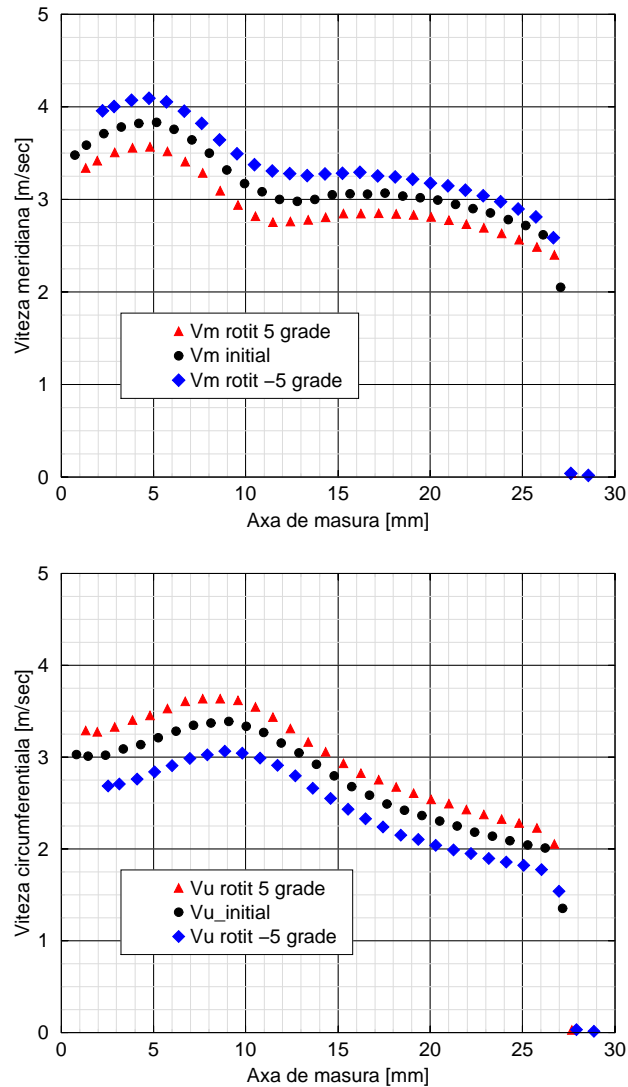 5
4
3
2
1
0
Viteza meridiana [m/sec]
Vm rotit 5 grade
Vm initial
Vm rotit −5 grade
0 5 10 15 20 25 30
Axa de masura [mm]
5
4
3
2
1
0
Viteza circumferentiala [m/sec]
Vu rotit 5 grade
Vu_initial
Vu rotit −5 grade
0 5 10 15 20 25 30
Axa de masura [mm]